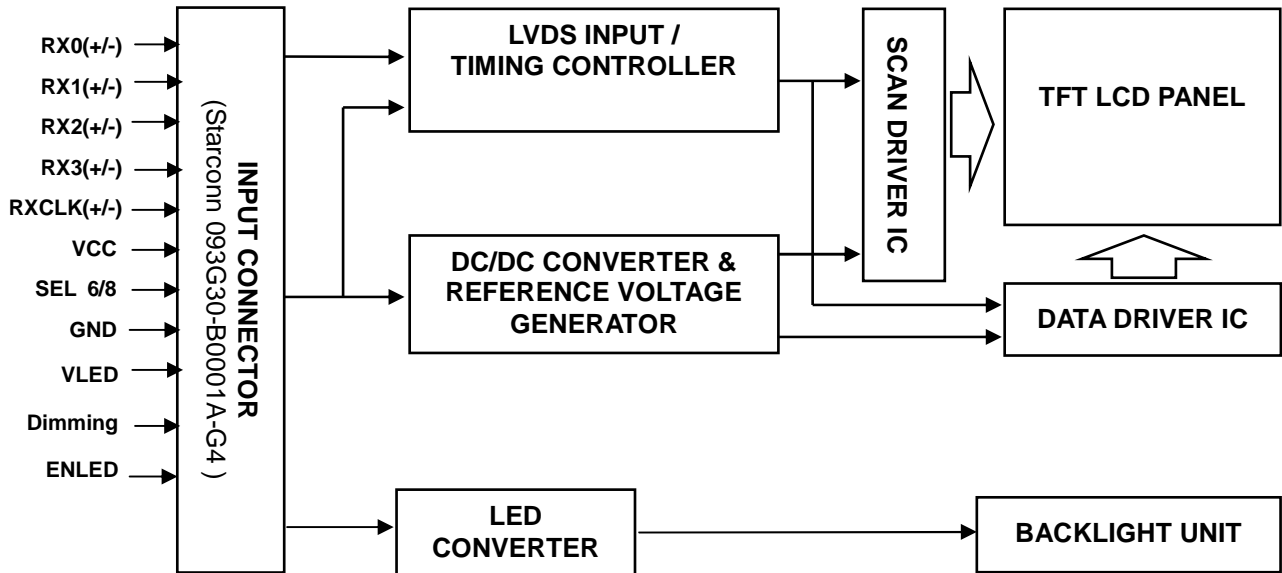 RX0(+/-)
RX1(+/-)
RX2(+/-)
RX3(+/-)
RXCLK(+/-)
VCC
SEL 6/8
GND
VLED
Dimming
ENLED
INPUT CONNECTOR
(Starconn 093G30-B0001A-G4 )
LVDS INPUT /
TIMING CONTROLLER
DC/DC CONVERTER &
REFERENCE VOLTAGE
GENERATOR
LED
CONVERTER
SCAN DRIVER IC
TFT LCD PANEL
DATA DRIVER IC
BACKLIGHT UNIT